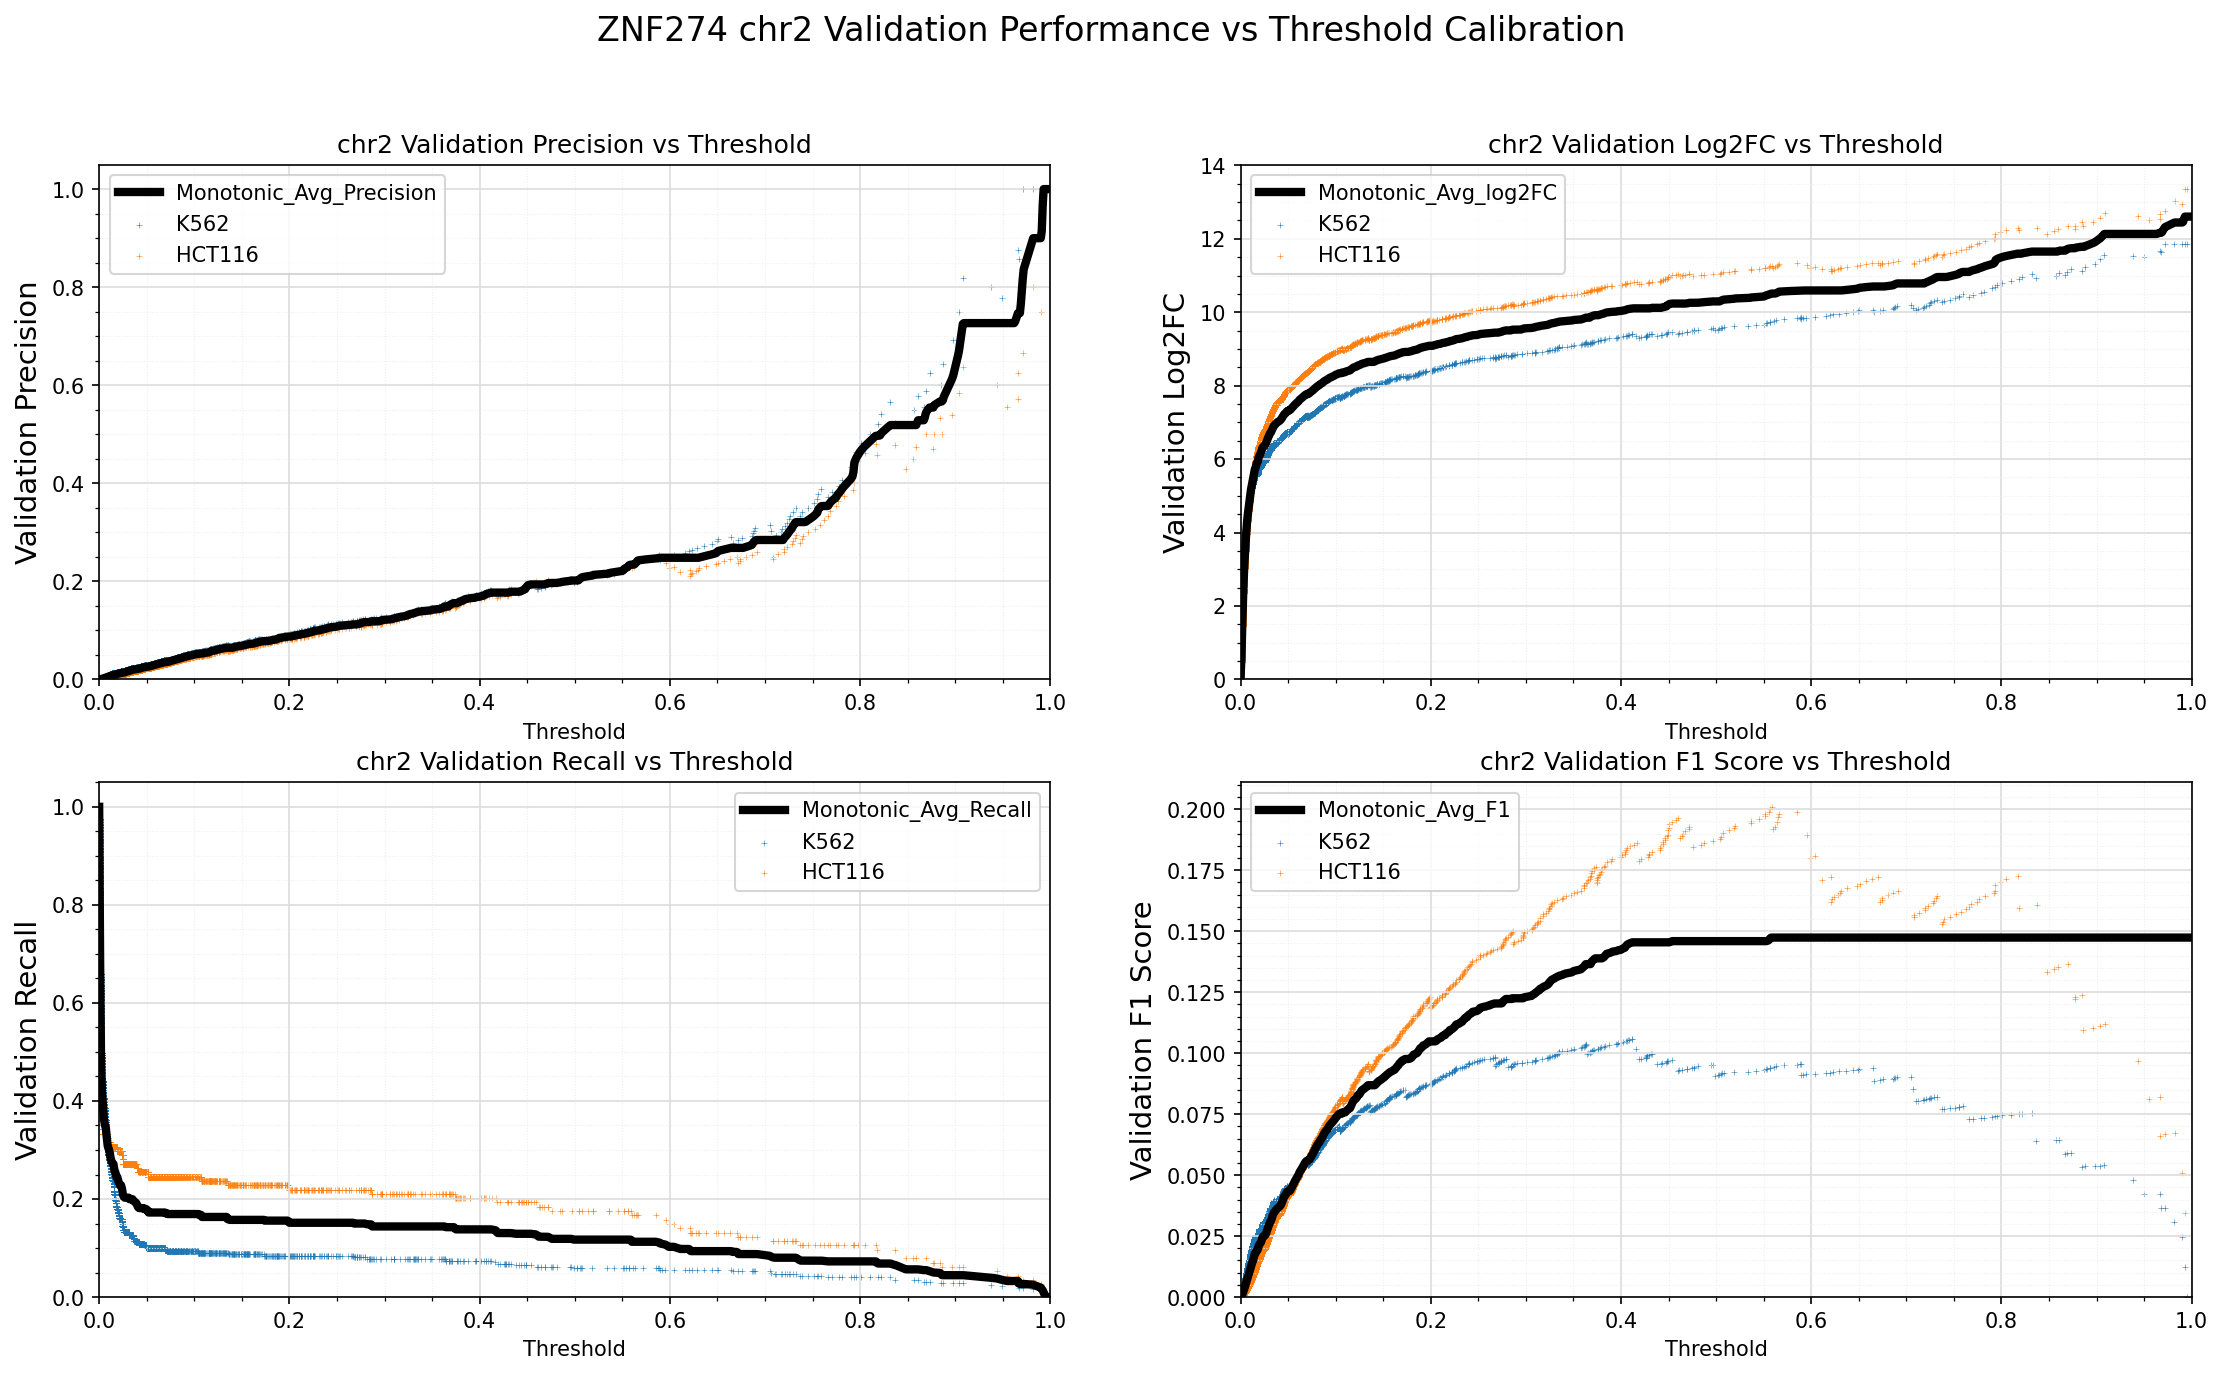 ZNF274 chr2 Validation Performance vs Threshold Calibration
chr2 Validation Precision vs Threshold
Monotonic_Avg_Precision
K562
HCT116
Validation Precision
1.0
0.8
0.6
0.4
0.2
0.0
0.0 0.2 0.4 0.6 0.8 1.0
Threshold
chr2 Validation Log2FC vs Threshold
Monotonic_Avg_log2FC
K562
HCT116
Validation Log2FC
14
12
10
8
6
4
2
0
0.0 0.2 0.4 0.6 0.8 1.0
Threshold
chr2 Validation Recall vs Threshold
Monotonic_Avg_Recall
K562
HCT116
Validation Recall
1.0
0.8
0.6
0.4
0.2
0.0
0.0 0.2 0.4 0.6 0.8 1.0
Threshold
chr2 Validation F1 Score vs Threshold
Monotonic_Avg_F1
K562
HCT116
Validation F1 Score
0.200
0.175
0.150
0.125
0.100
0.075
0.050
0.025
0.000
0.0 0.2 0.4 0.6 0.8 1.0
Threshold